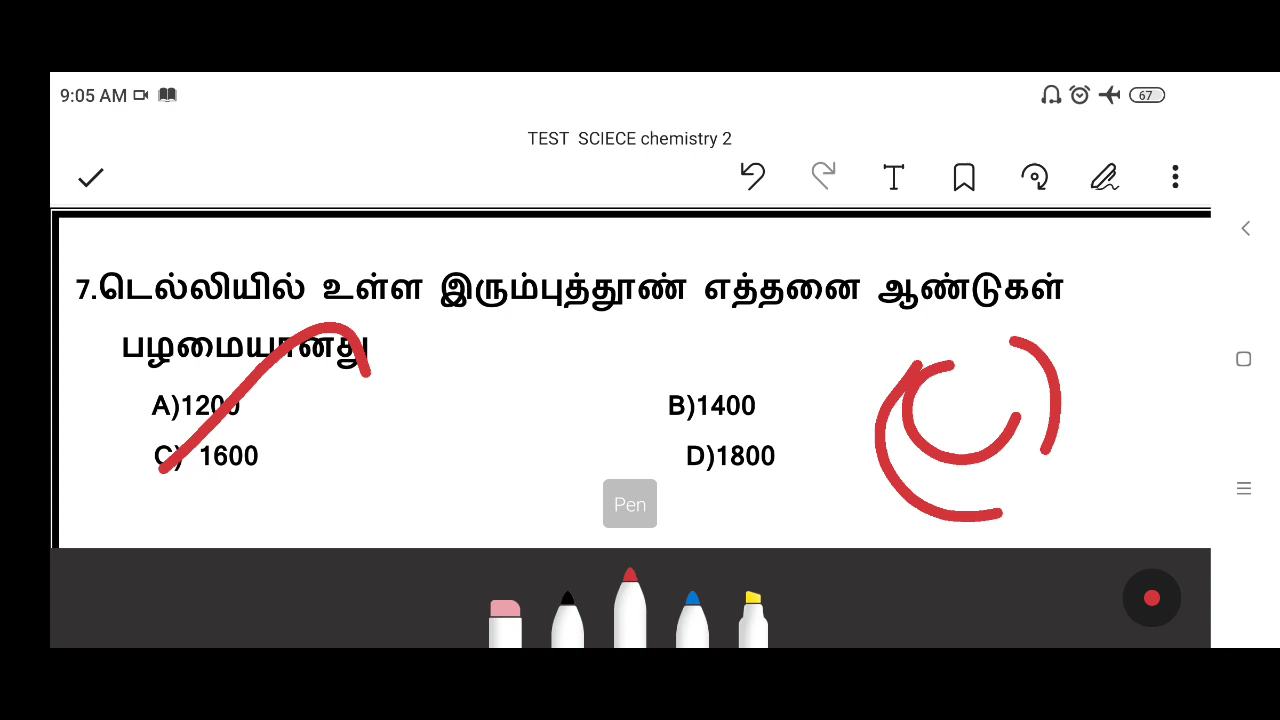 9:05 AM
67
TEST SCIECE chemistry 2
T
7.டெல்லியில் உள்ள இரும்புத்தூண் எத்தனை ஆண்டுகள்
பழமையானது
A)1200
B)1400
C) 1600
D)1800
Pen